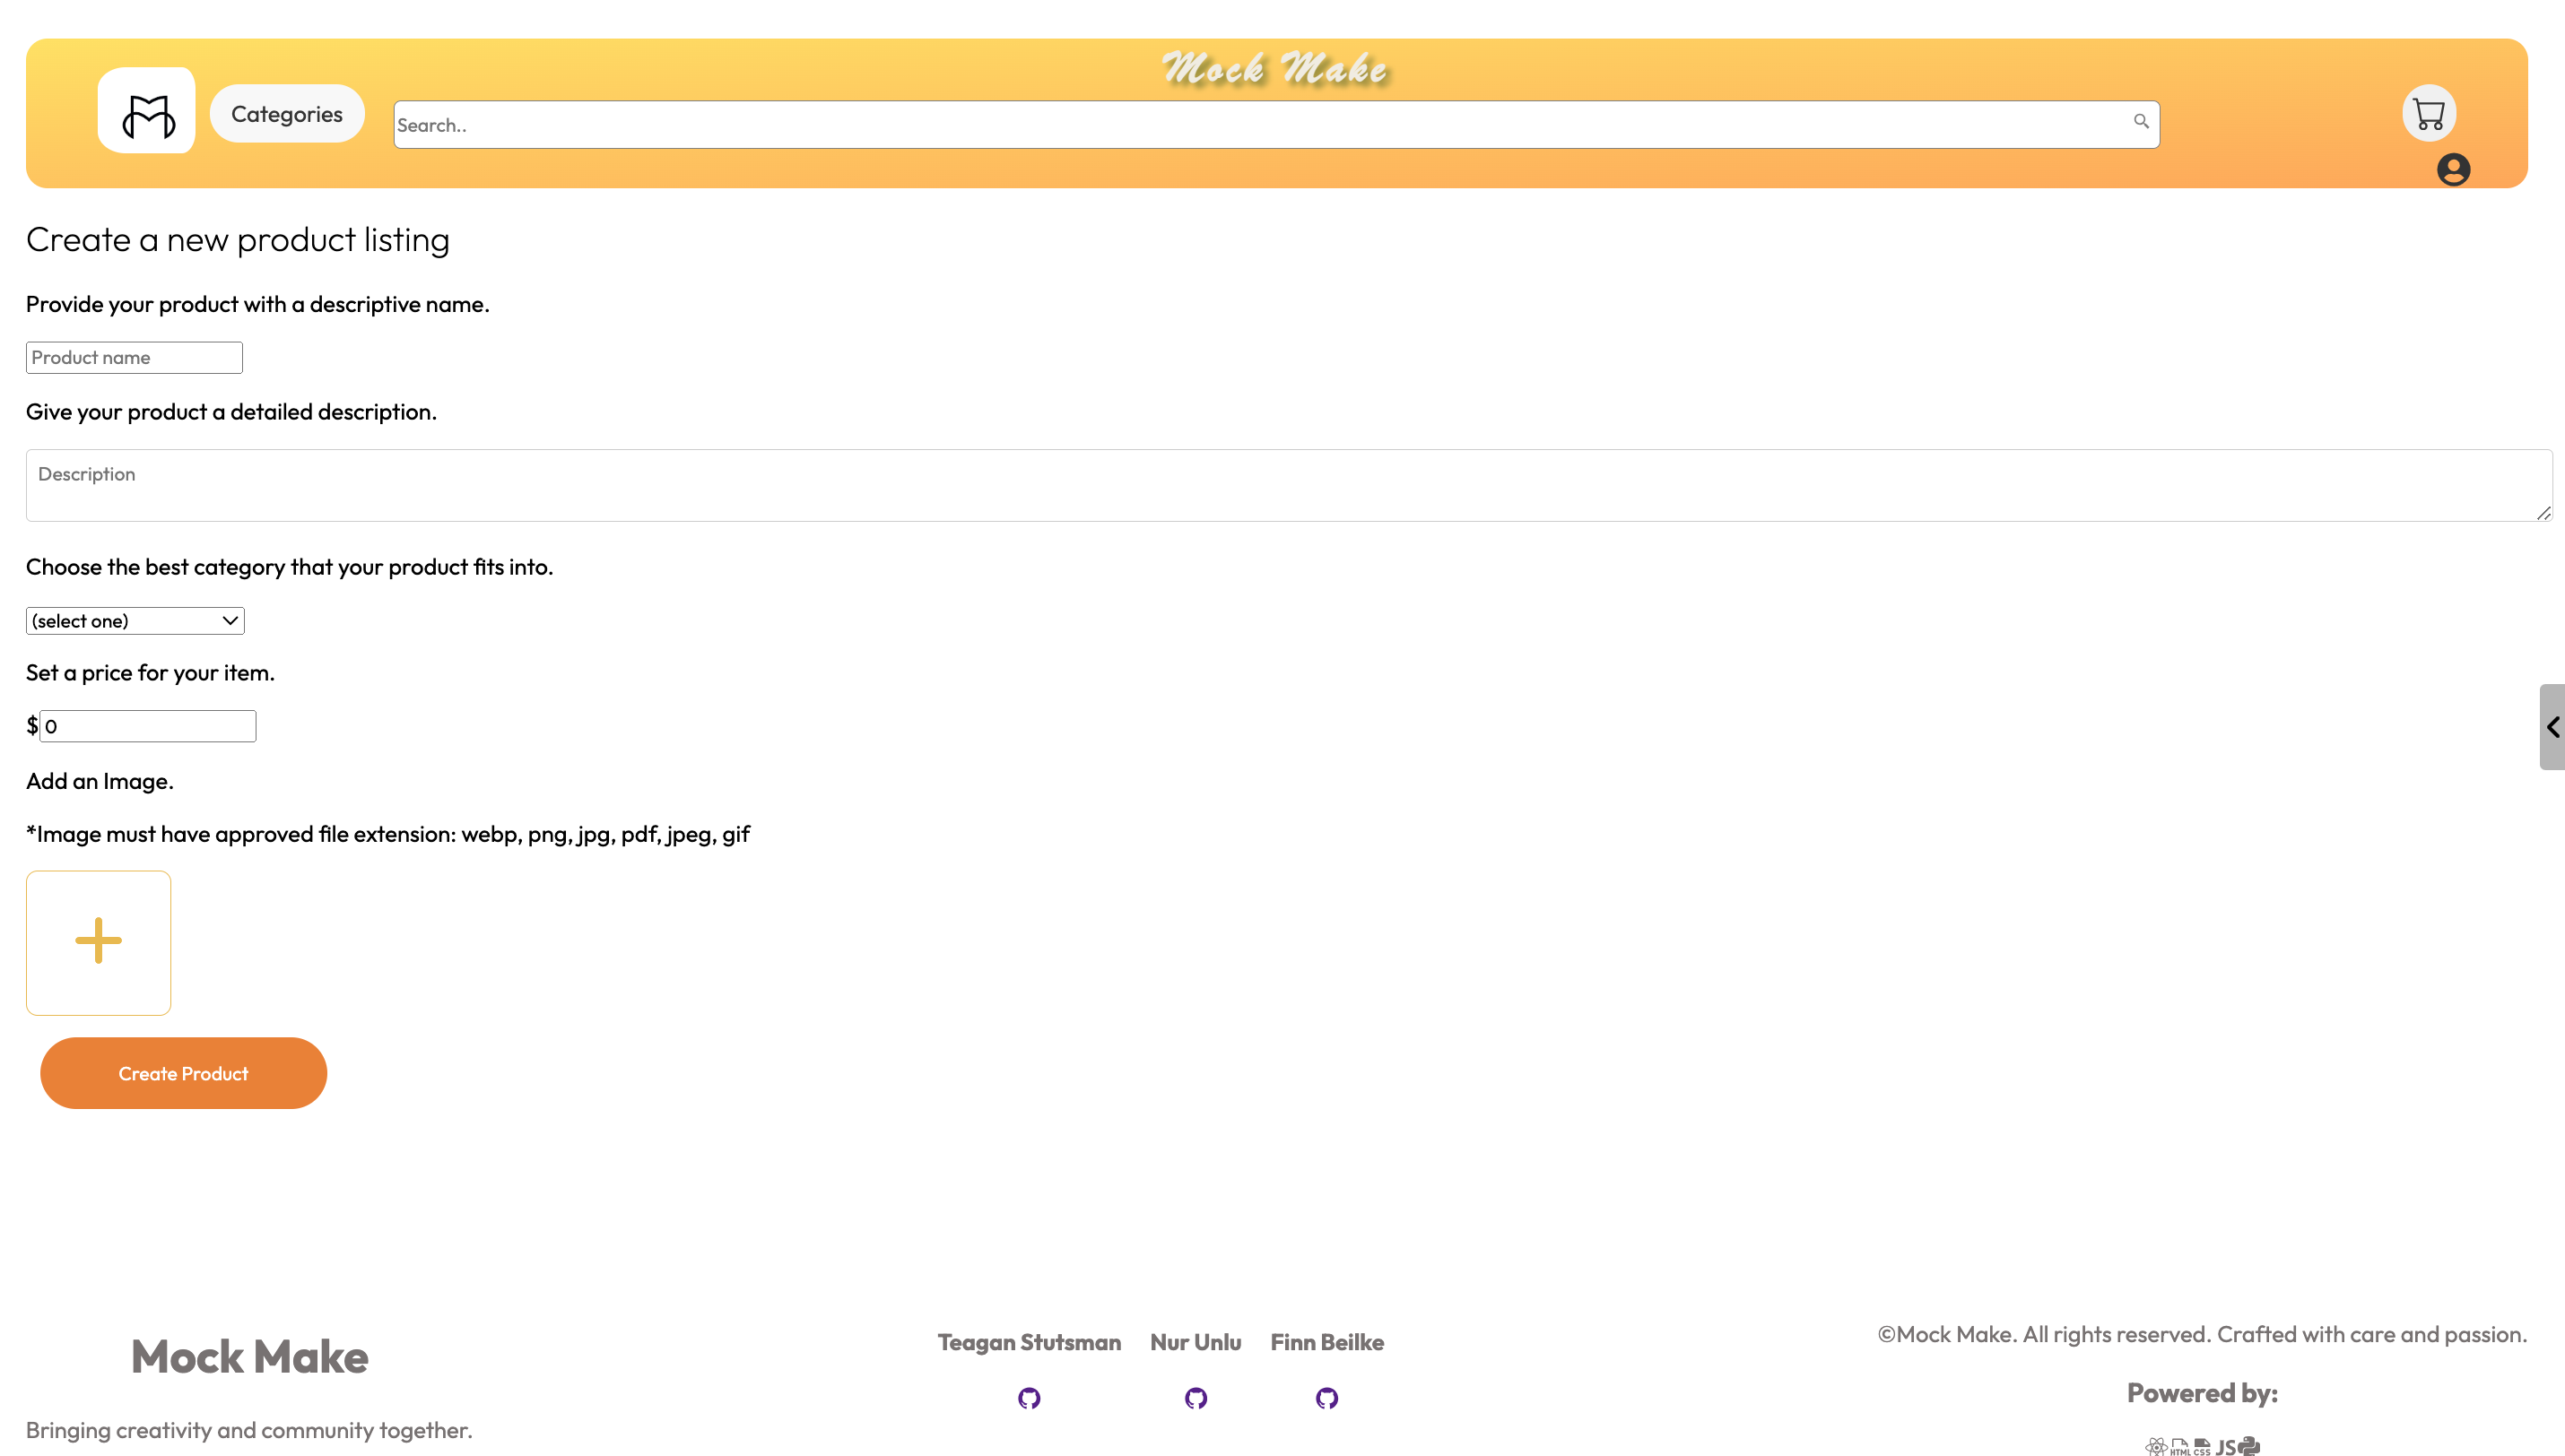 Mock Make
Categories
Search..
Create a new product listing
Provide your product with a descriptive name.
Product name
Give your product a detailed description.
Description
Choose the best category that your product fits into.
(select one)
Set a price for your item.
$ 0
Add an Image.
*Image must have approved file extension: webp, png, jpg, pdf, jpeg, gif
Create Product
Mock Make
Bringing creativity and community together.
Teagan Stutsman Nur Unlu Finn Beilke
©Mock Make. All rights reserved. Crafted with care and passion.
Powered by:
HTML CSS JS